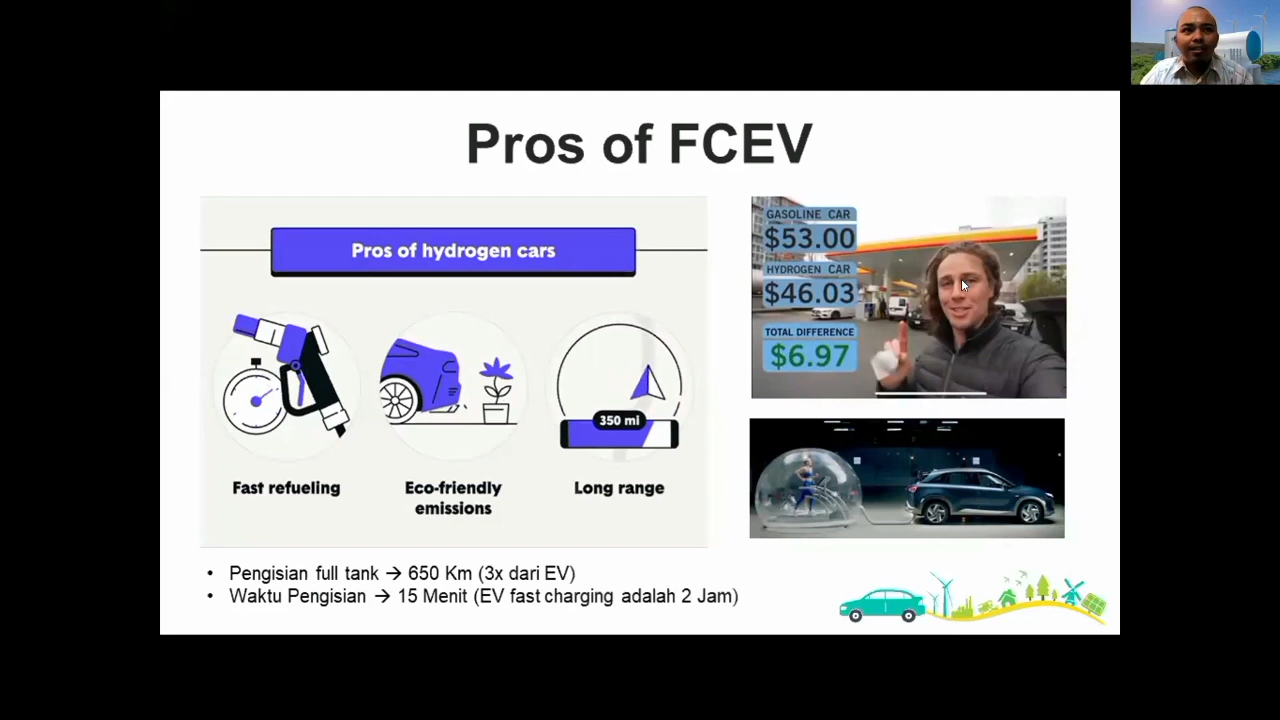 Pros of FCEV
Pros of hydrogen cars
Fast refueling
Eco-friendly
emissions
350 mi
Long range
GASOLINE CAR
$53.00
HYDROGEN CAR
$46.03
TOTAL DIFFERENCE
$6.97
• Pengisian full tank → 650 Km (3x dari EV)
• Waktu Pengisian → 15 Menit (EV fast charging adalah 2 Jam)